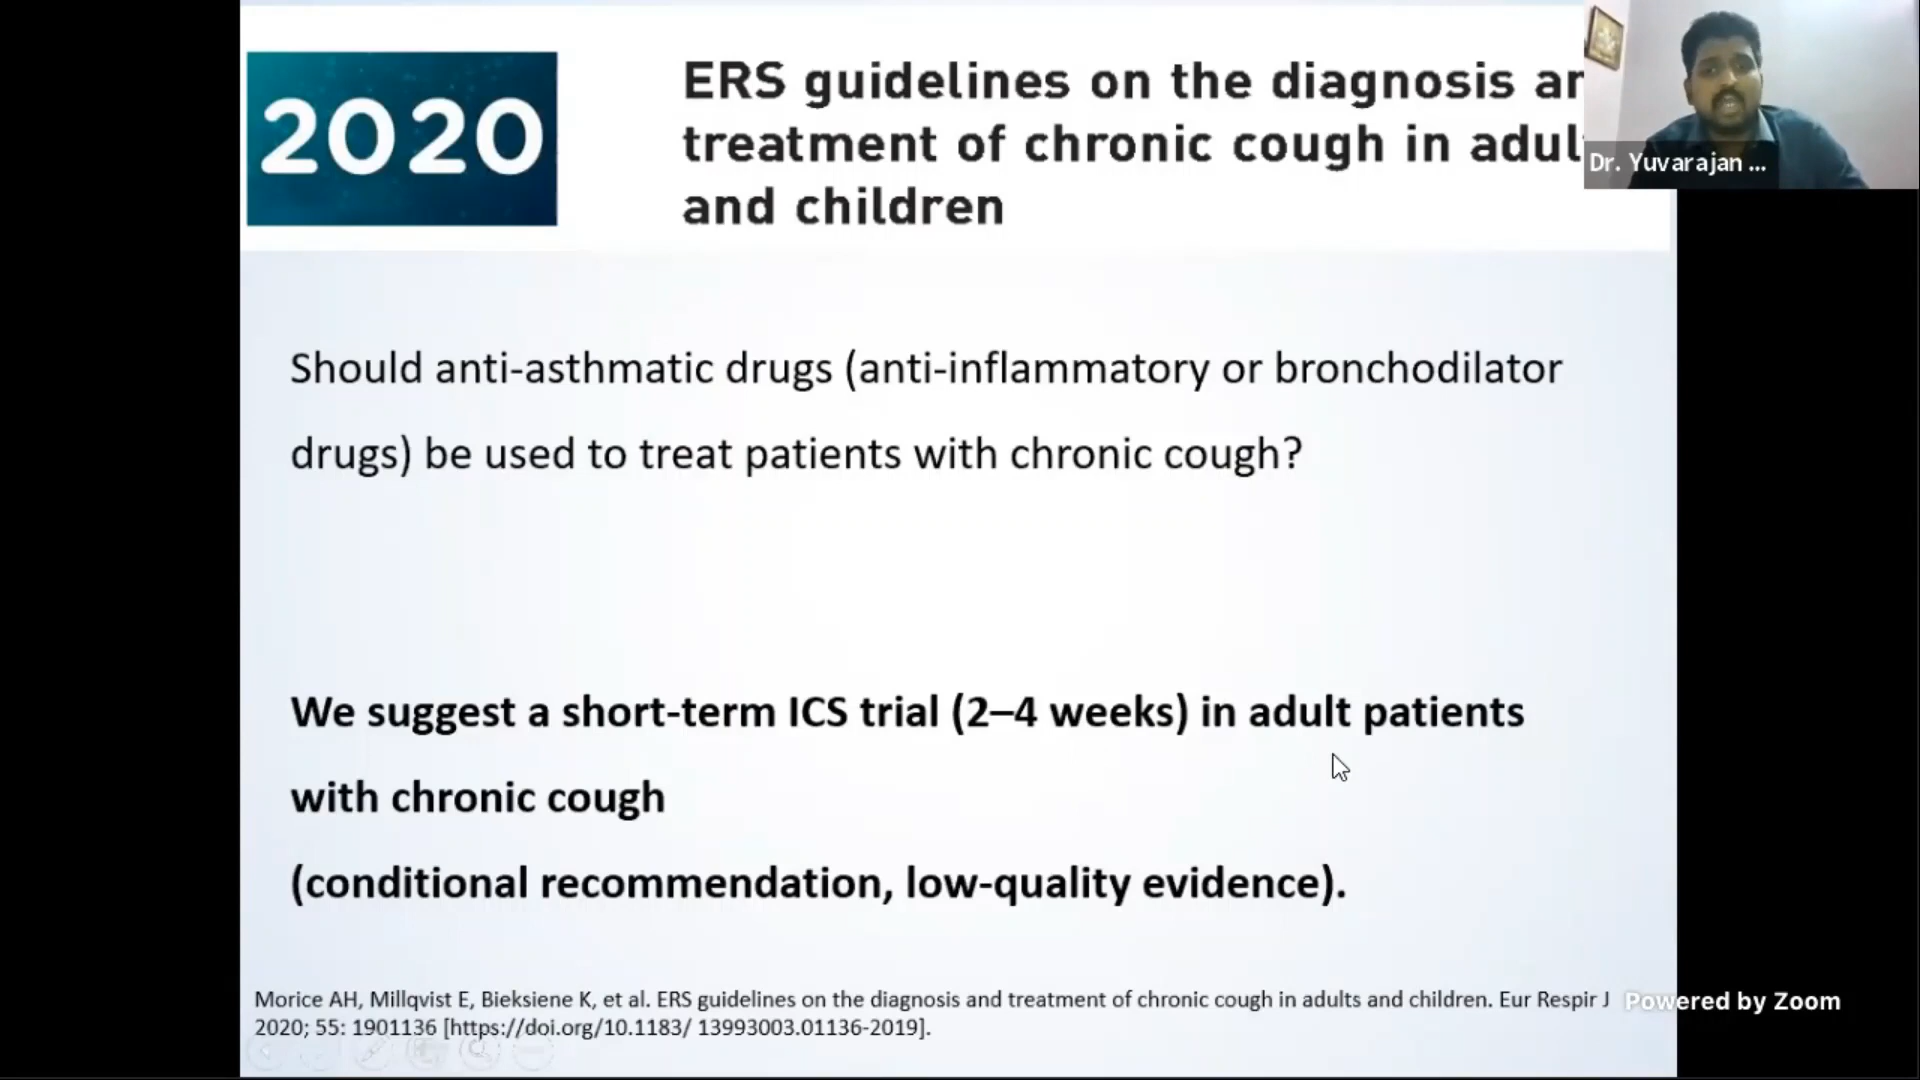 2020
ERS guidelines on the diagnosis an
treatment of chronic cough in adul
and children
Dr. Yuvarajan ...
Should anti-asthmatic drugs (anti-inflammatory or bronchodilator
drugs) be used to treat patients with chronic cough?
We suggest a short-term ICS trial (2–4 weeks) in adult patients
with chronic cough
(conditional recommendation, low-quality evidence).
Morice AH, Millqvist E, Bieksiene K, et al. ERS guidelines on the diagnosis and treatment of chronic cough in adults and children. Eur Respir J
2020; 55: 1901136 [https://doi.org/10.1183/ 13993003.01136-2019].
Powered by Zoom